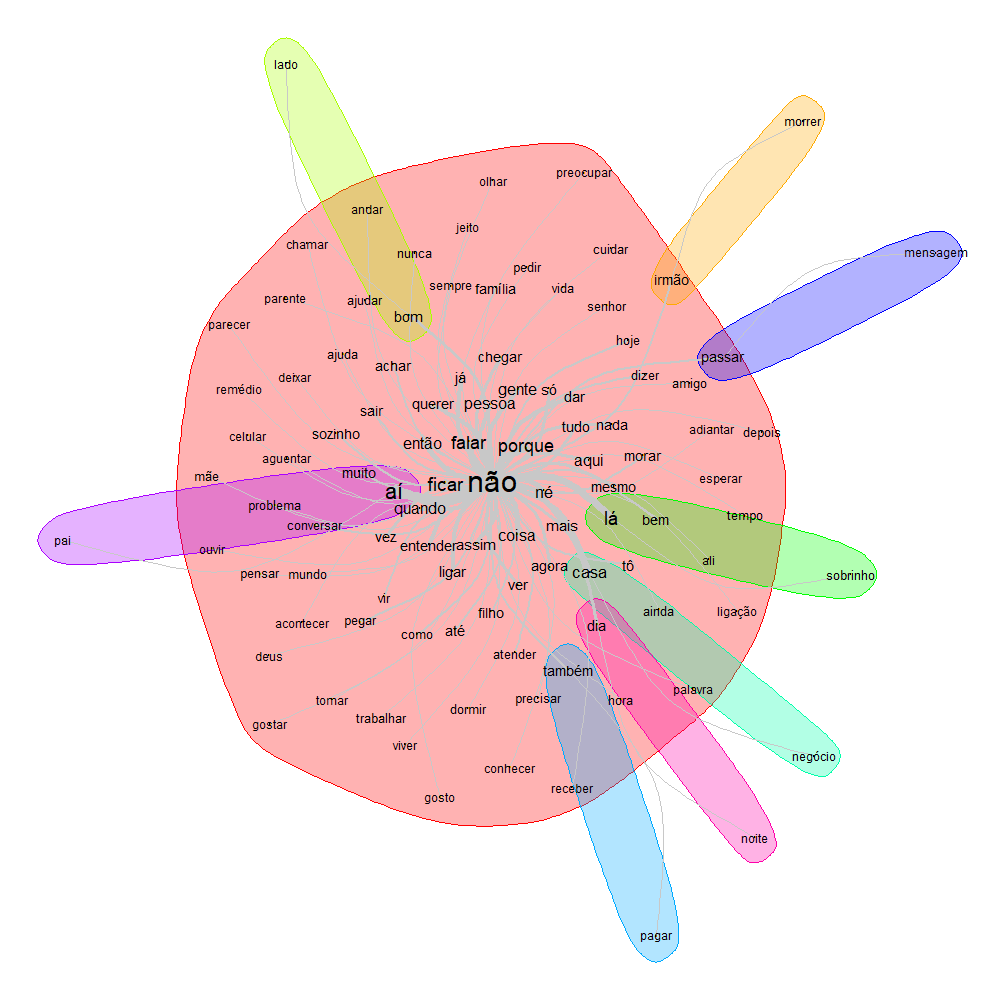 lado
morrer
olhar
preocupar
andar
jeito
chamar
nunca
cuidar
mensagem
pedir
irmão
sempre
família
vida
parente
ajudar
senhor
bom
parecer
hoje
ajuda
chegar
passar
achar
já
dizer
deixar
amigo
remédio
gente
só
dar
querer
pessoa
sair
tudo
nada
sozinho
adiantar
depois
celular
então
falar
porque
aguentar
aqui
morar
mãe
muito
ficar
não
mesmo
esperar
aí
né
problema
quando
lá
bem
tempo
conversar
mais
pai
vez
coisa
ouvir
entender
assim
ali
agora
casa
tô
sobrinho
pensar
mundo
ligar
ver
vir
filho
ainda
ligação
acontecer
pegar
dia
como
até
deus
atender
também
palavra
tomar
precisar
hora
dormir
gostar
trabalhar
viver
negócio
conhecer
receber
gosto
noite
pagar